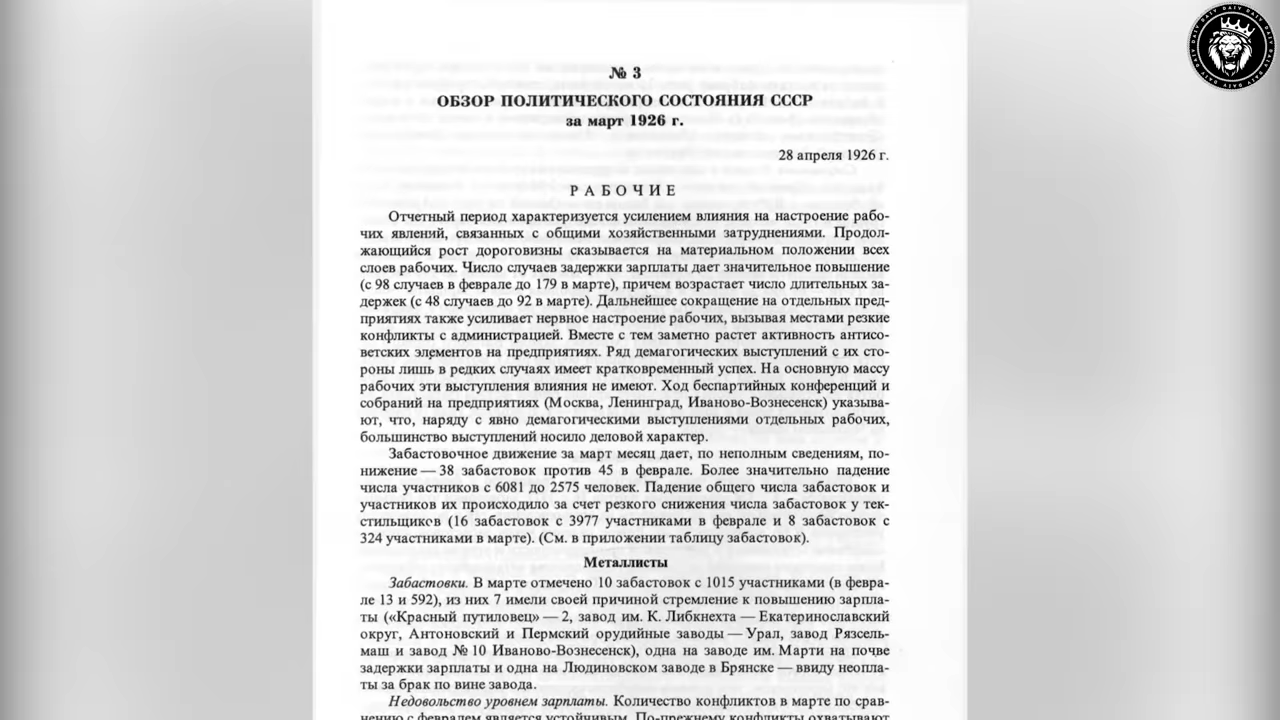 № 3
ОБЗОР ПОЛИТИЧЕСКОГО СОСТОЯНИЯ СССР
за март 1926 г.
28 апреля 1926 г.
РАБОЧИЕ
Отчетный период характеризуется усилением влияния на настроение рабо-
чих явлений, связанных с общими хозяйственными затруднениями. Продол-
жающийся рост дороговизны сказывается на материальном положении всех
слоев рабочих. Число случаев задержки зарплаты дает значительное повышение
(с 98 случаев в феврале до 179 в марте), причем возрастает число длительных за-
держек (с 48 случаев до 92 в марте). Дальнейшее сокращение на отдельных пред-
приятиях также усиливает нервное настроение рабочих, вызывая местами резкие
конфликты с администрацией. Вместе с тем заметно растет активность антисо-
ветских элементов на предприятиях. Ряд демагогических выступлений с их сто-
роны лишь в редких случаях имеет кратковременный успех. На основную массу
рабочих эти выступления влияния не имеют. Ход беспартийных конференций и
собраний на предприятиях (Москва, Ленинград, Иваново-Вознесенск) указыва-
ют, что, наряду с явно демагогическими выступлениями отдельных рабочих,
большинство выступлений носило деловой характер.
Забастовочное движение за март месяц дает, по неполным сведениям, по-
нижение — 38 забастовок против 45 в феврале. Более значительно падение
числа участников с 6081 до 2575 человек. Падение общего числа забастовок и
участников их происходило за счет резкого снижения числа забастовок у тек-
стильщиков (16 забастовок с 3977 участниками в феврале и 8 забастовок с
324 участниками в марте). (См. в приложении таблицу забастовок).
Металлисты
Забастовки. В марте отмечено 10 забастовок с 1015 участниками (в февра-
ле 13 и 592), из них 7 имели своей причиной стремление к повышению зарпла-
ты («Красный путиловец» — 2, завод им. К. Либкнехта — Екатеринославский
округ, Антоновский и Пермский орудийные заводы — Урал, завод Рязсель-
маш и завод № 10 Иваново-Вознесенск), одна на заводе им. Марти на почве
задержки зарплаты и одна на Людиновском заводе в Брянске — ввиду неопла-
ты за брак по вине завода.
Недовольство уровнем зарплаты. Количество конфликтов в марте по срав-
нению с февралем является устойчивым. По-прежнему конфликты охватывают